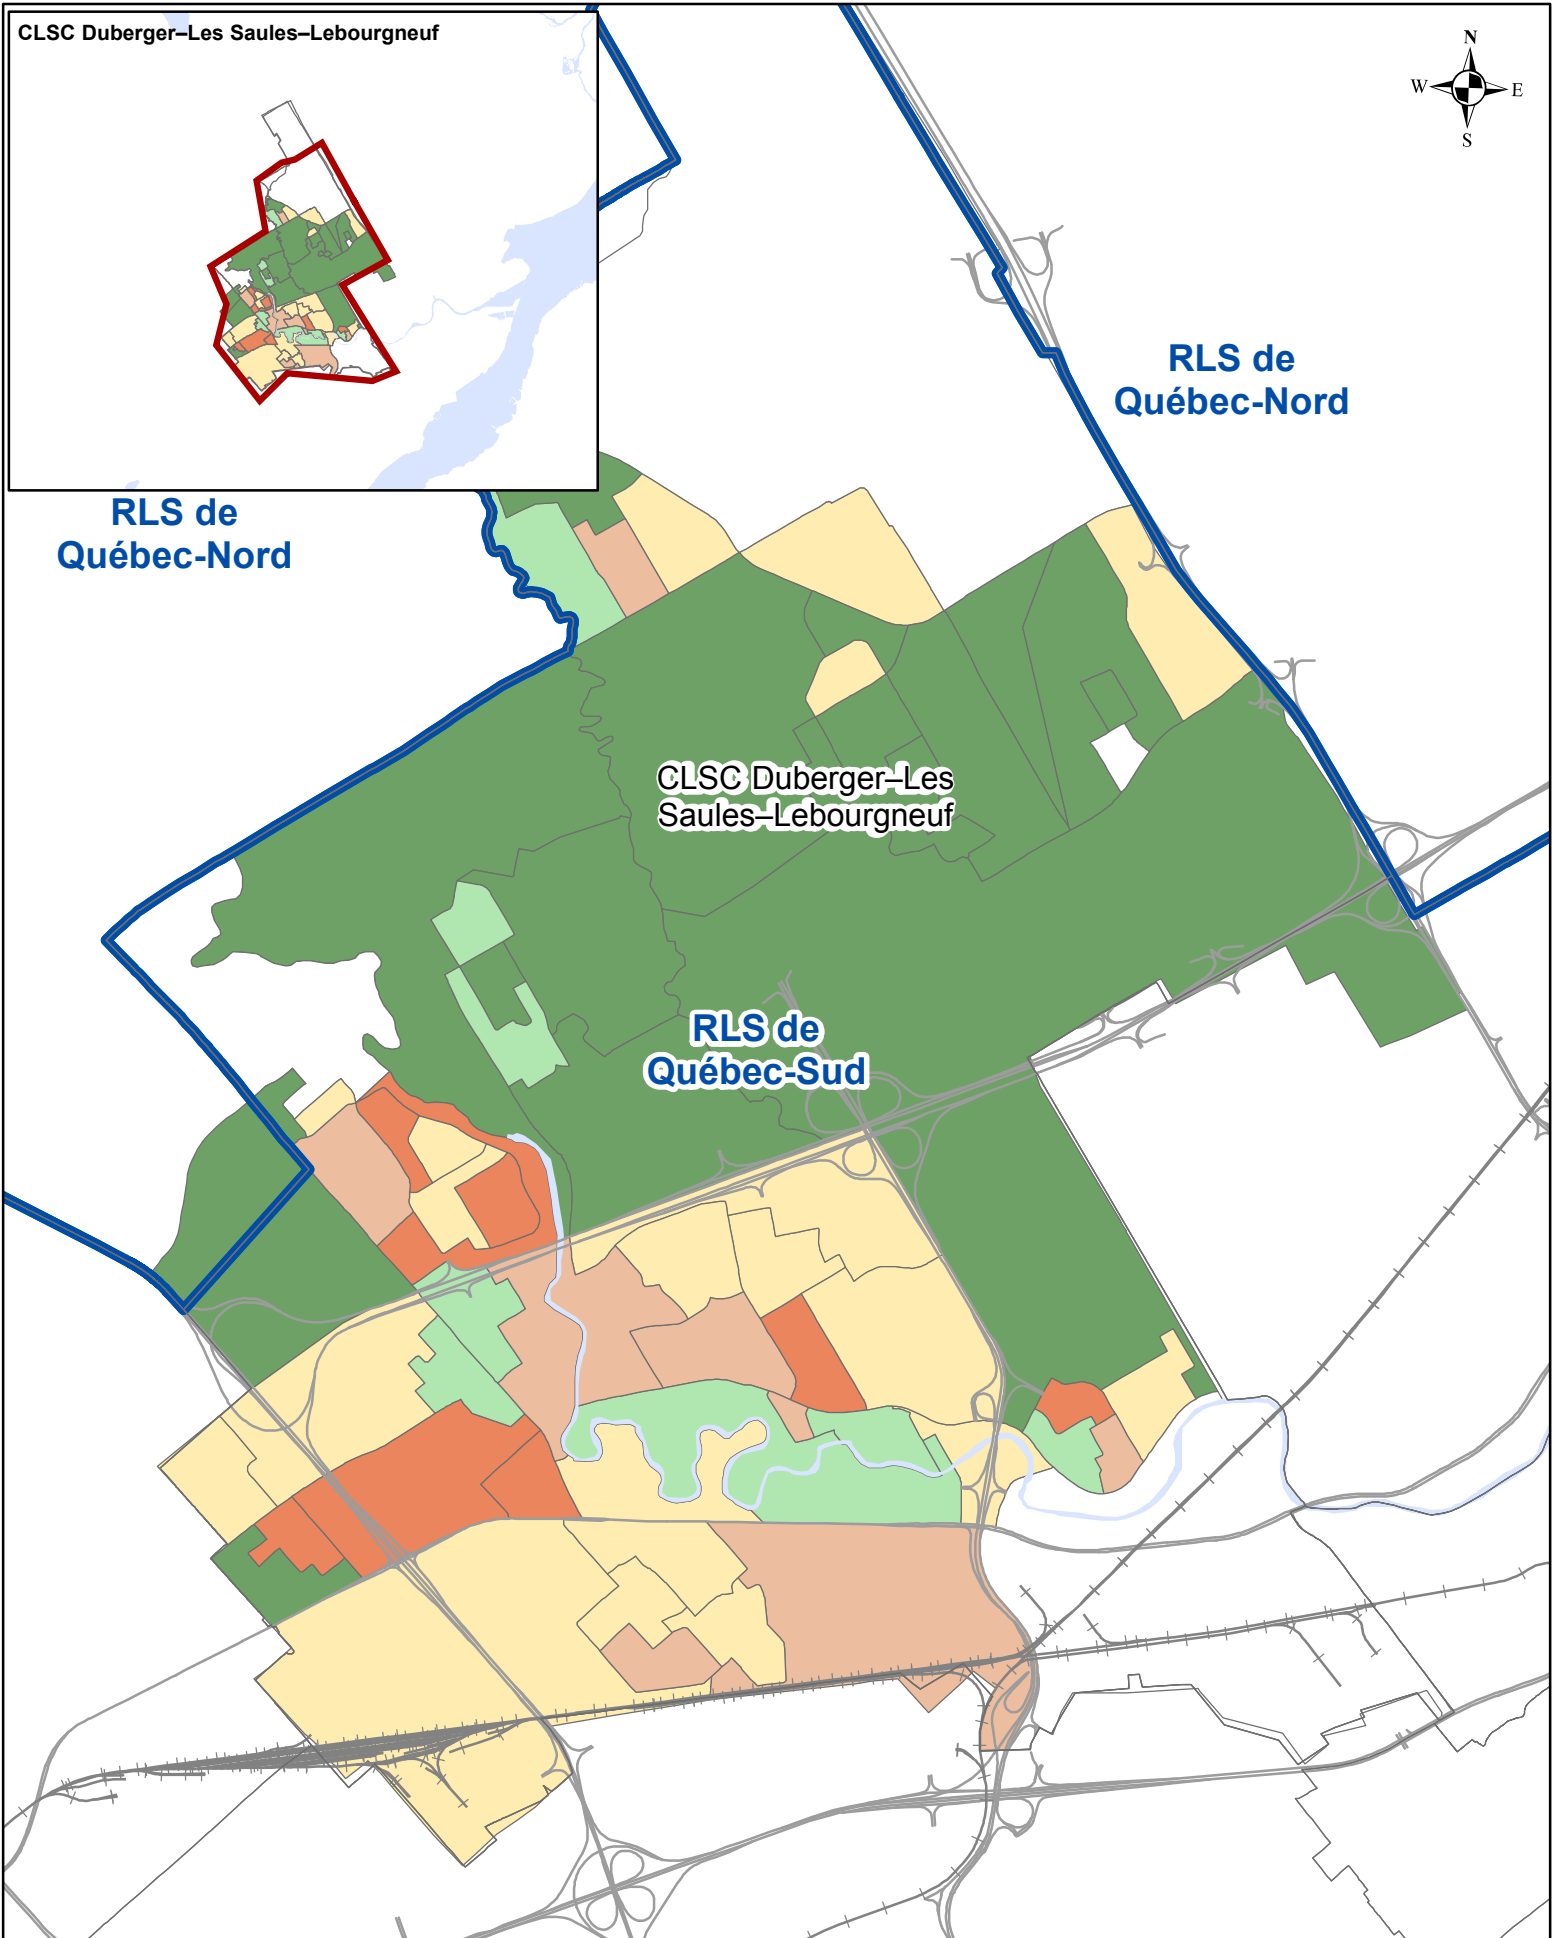 CLSC Duberger–Les Saules–Lebourgneuf
N
W
E
S
RLS de
Québec-Nord
RLS de
Québec-Nord
CLSC Duberger–Les
Saules–Lebourgneuf
RLS de
Québec-Sud